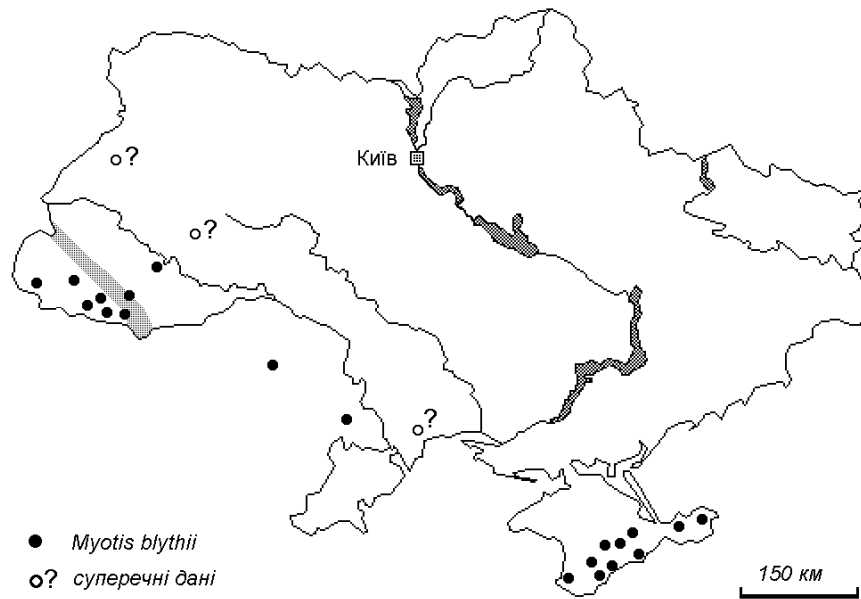 ?
Київ
?
?
Myotis blythii
? суперечні дані
150 км